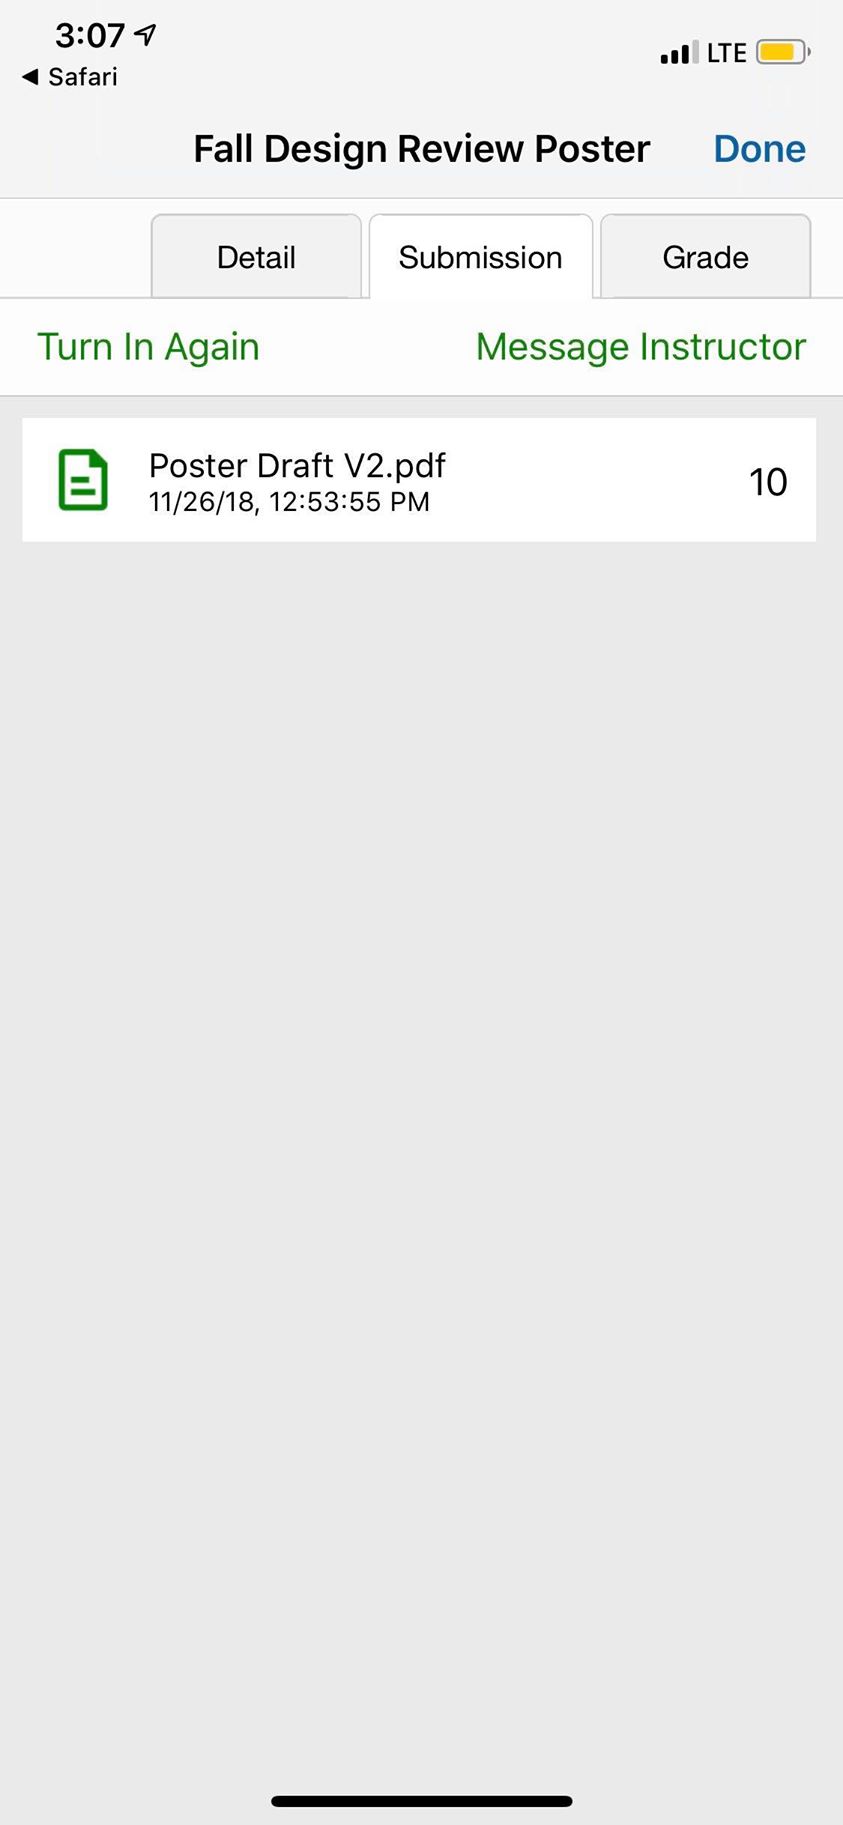 3:07
LTE
◀ Safari
Fall Design Review Poster
Done
Detail
Submission
Grade
Turn In Again
Message Instructor
Poster Draft V2.pdf
11/26/18, 12:53:55 PM
10